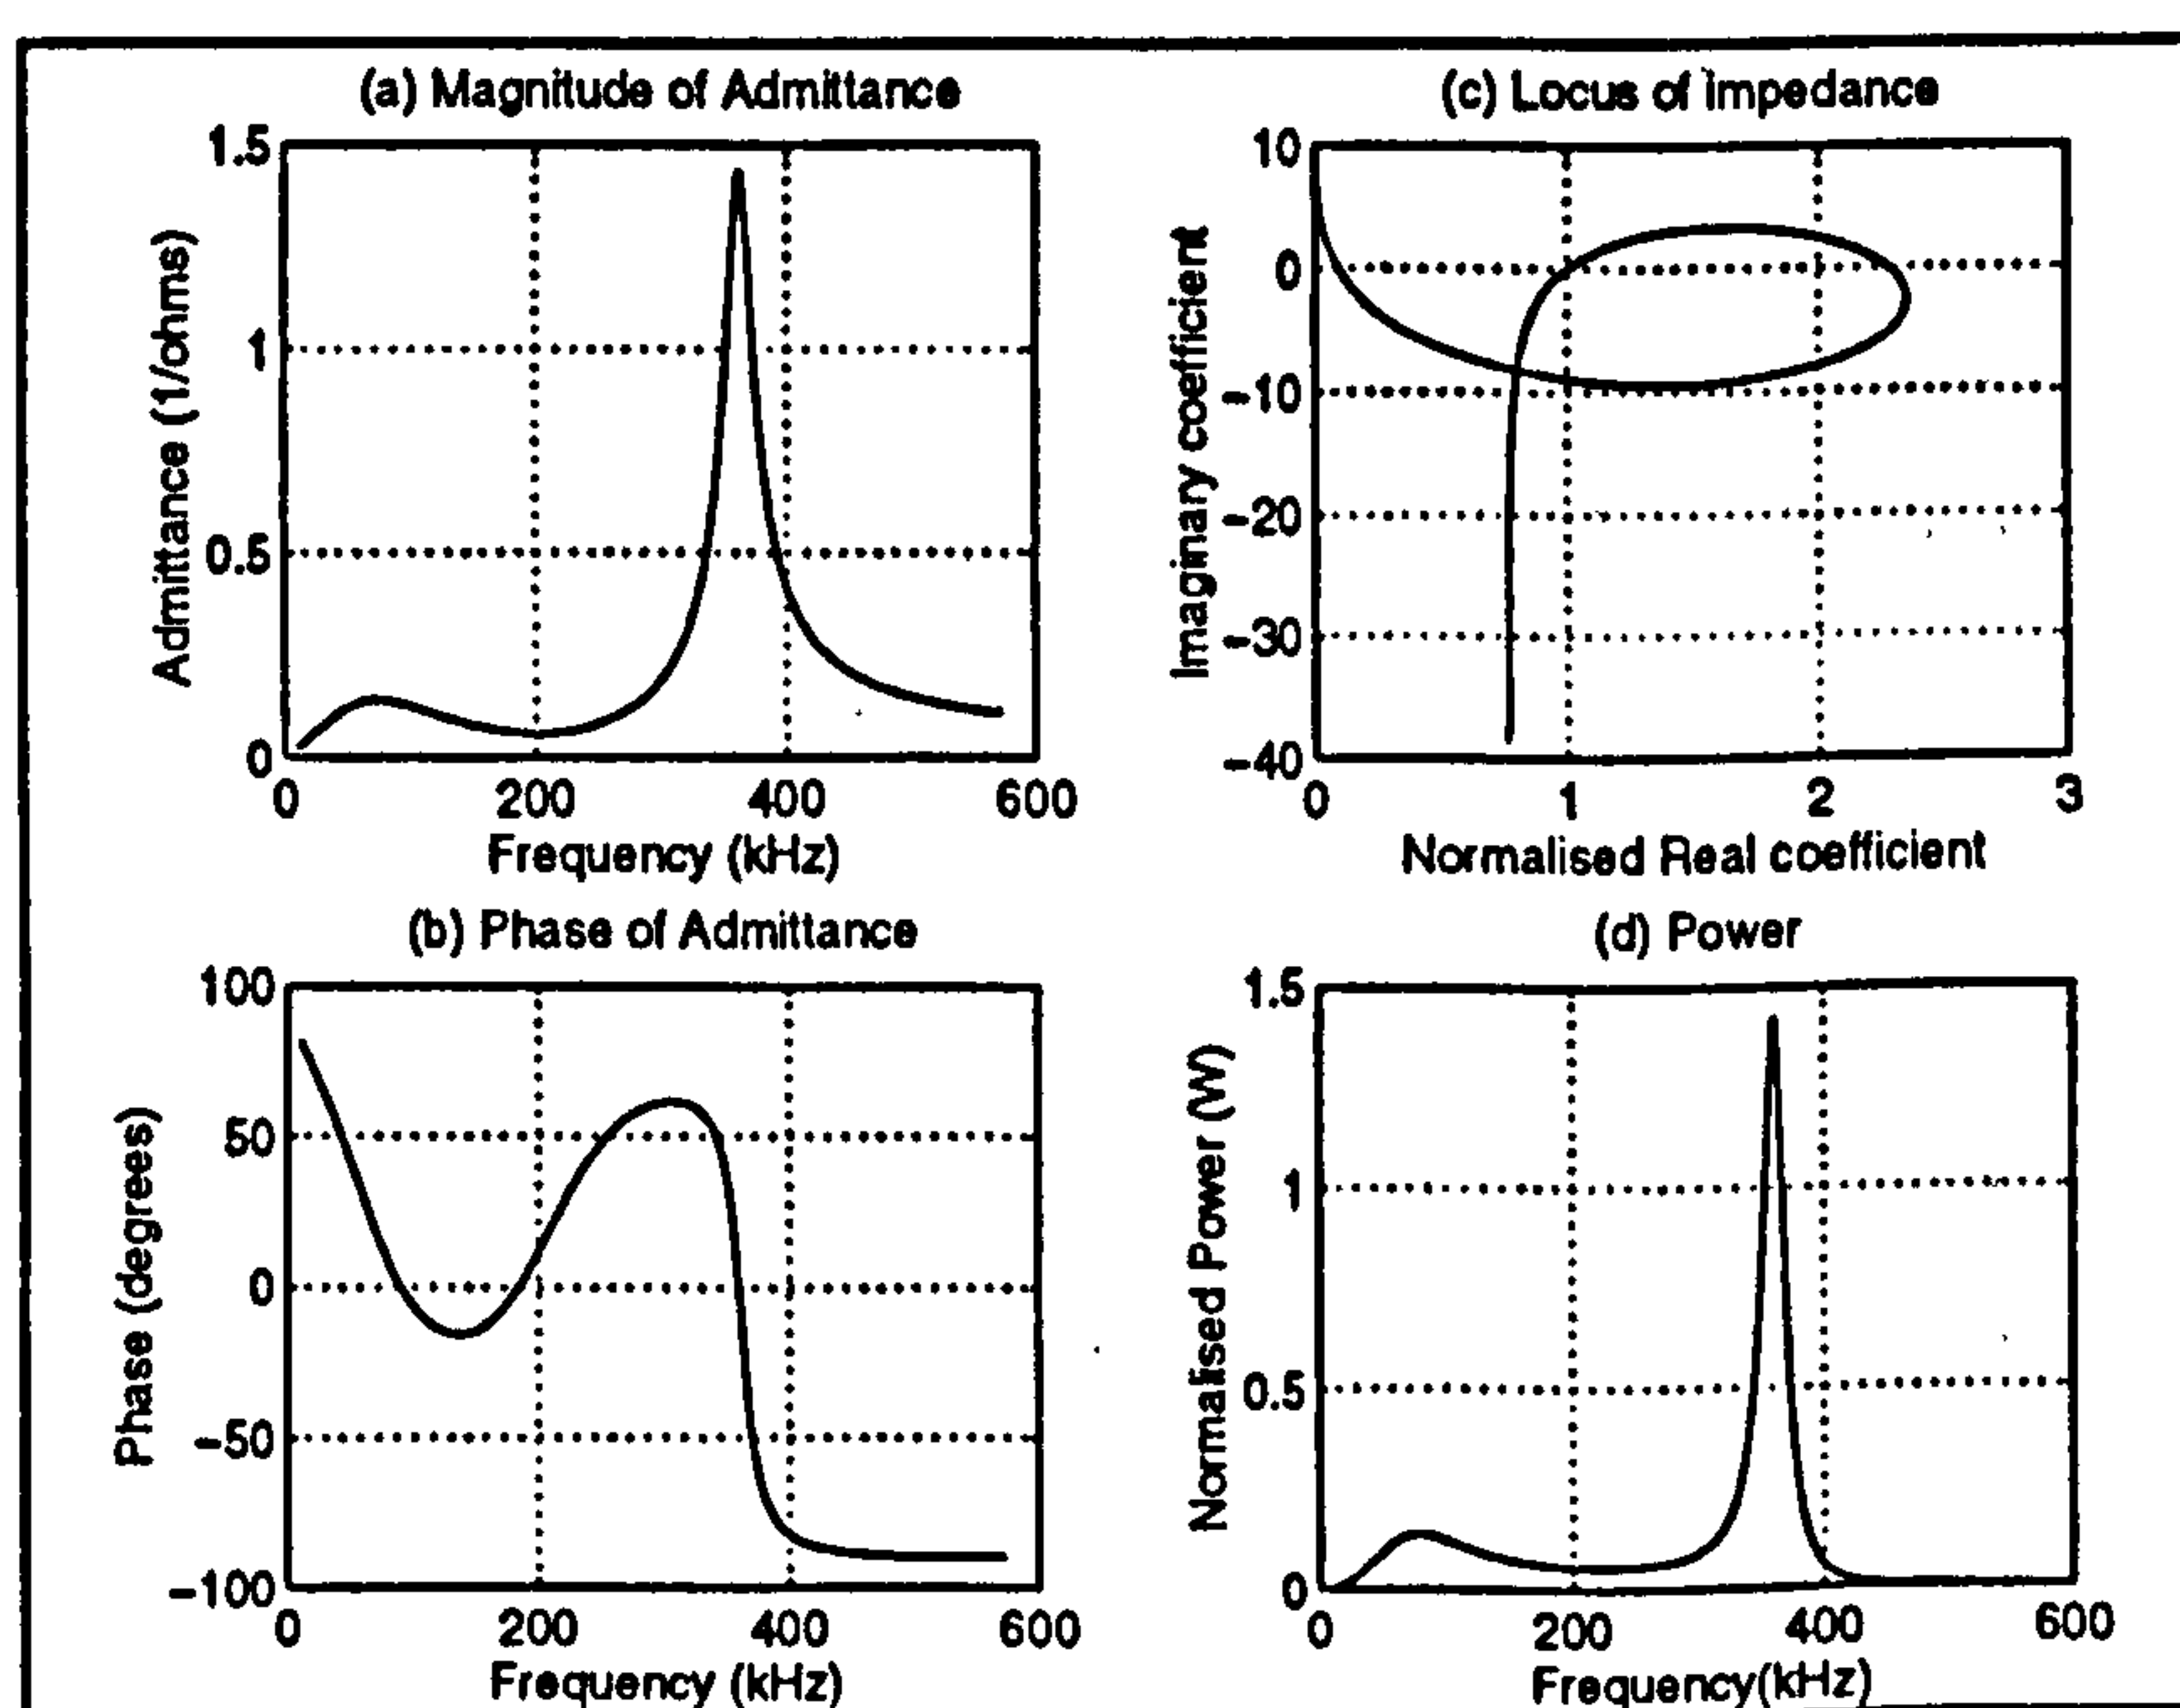 (a) Magnitude of Admittance
1.5
1
0.5
0
Admittance (1/ohms)
0 200 400 600
Frequency (kHz)
(c) Locus of Impedance
10
0
-10
-20
-30
-40
Imaginary coefficient
0 1 2 3
Normalised Real coefficient
(b) Phase of Admittance
100
50
0
-50
-100
Phase (degrees)
0 200 400 600
Frequency (kHz)
(d) Power
1.5
1
0.5
0
Normalised Power (W)
0 200 400 600
Frequency(kHz)